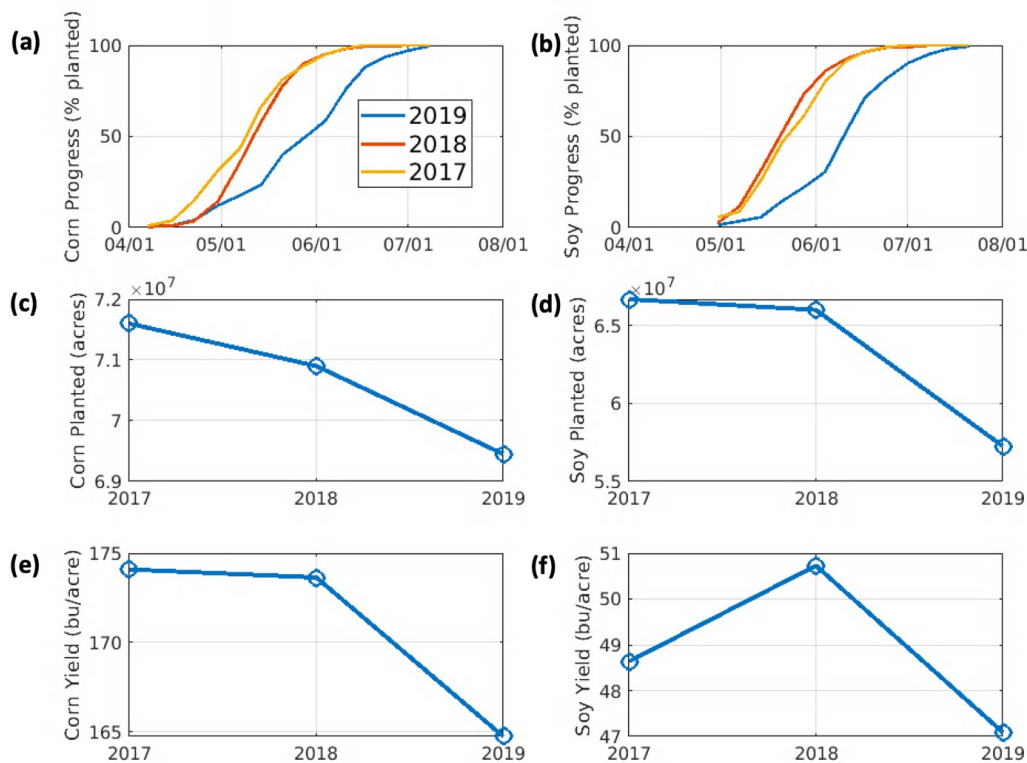 (a)
Corn Progress (% planted)
100
50
0
04/01 05/01 06/01 07/01 08/01
2019
2018
2017
(b)
Soy Progress (% planted)
100
50
0
04/01 05/01 06/01 07/01 08/01
(c)
Corn Planted (acres)
×10⁷
7.2
7.1
7
6.9
2017 2018 2019
(d)
Soy Planted (acres)
×10⁷
6.5
6
5.5
2017 2018 2019
(e)
Corn Yield (bu/acre)
175
170
165
2017 2018 2019
(f)
Soy Yield (bu/acre)
51
50
49
48
47
2017 2018 2019